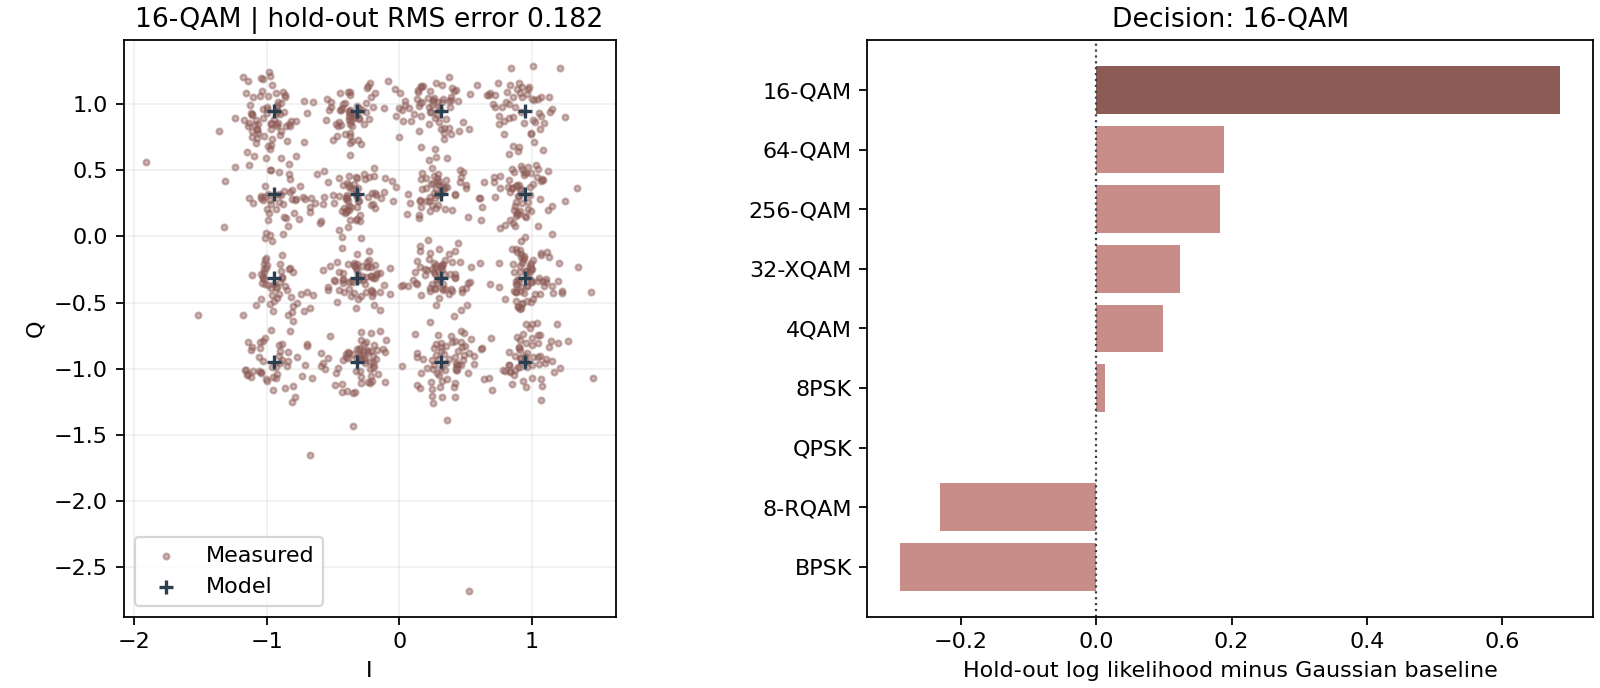 16-QAM | hold-out RMS error 0.182
1.0
0.5
0.0
−0.5
−1.0
−1.5
−2.0
−2.5
Q
Measured
Model
−2
−1
0
1
I
Decision: 16-QAM
16-QAM
64-QAM
256-QAM
32-XQAM
4QAM
8PSK
QPSK
8-RQAM
BPSK
−0.2
0.0
0.2
0.4
0.6
Hold-out log likelihood minus Gaussian baseline